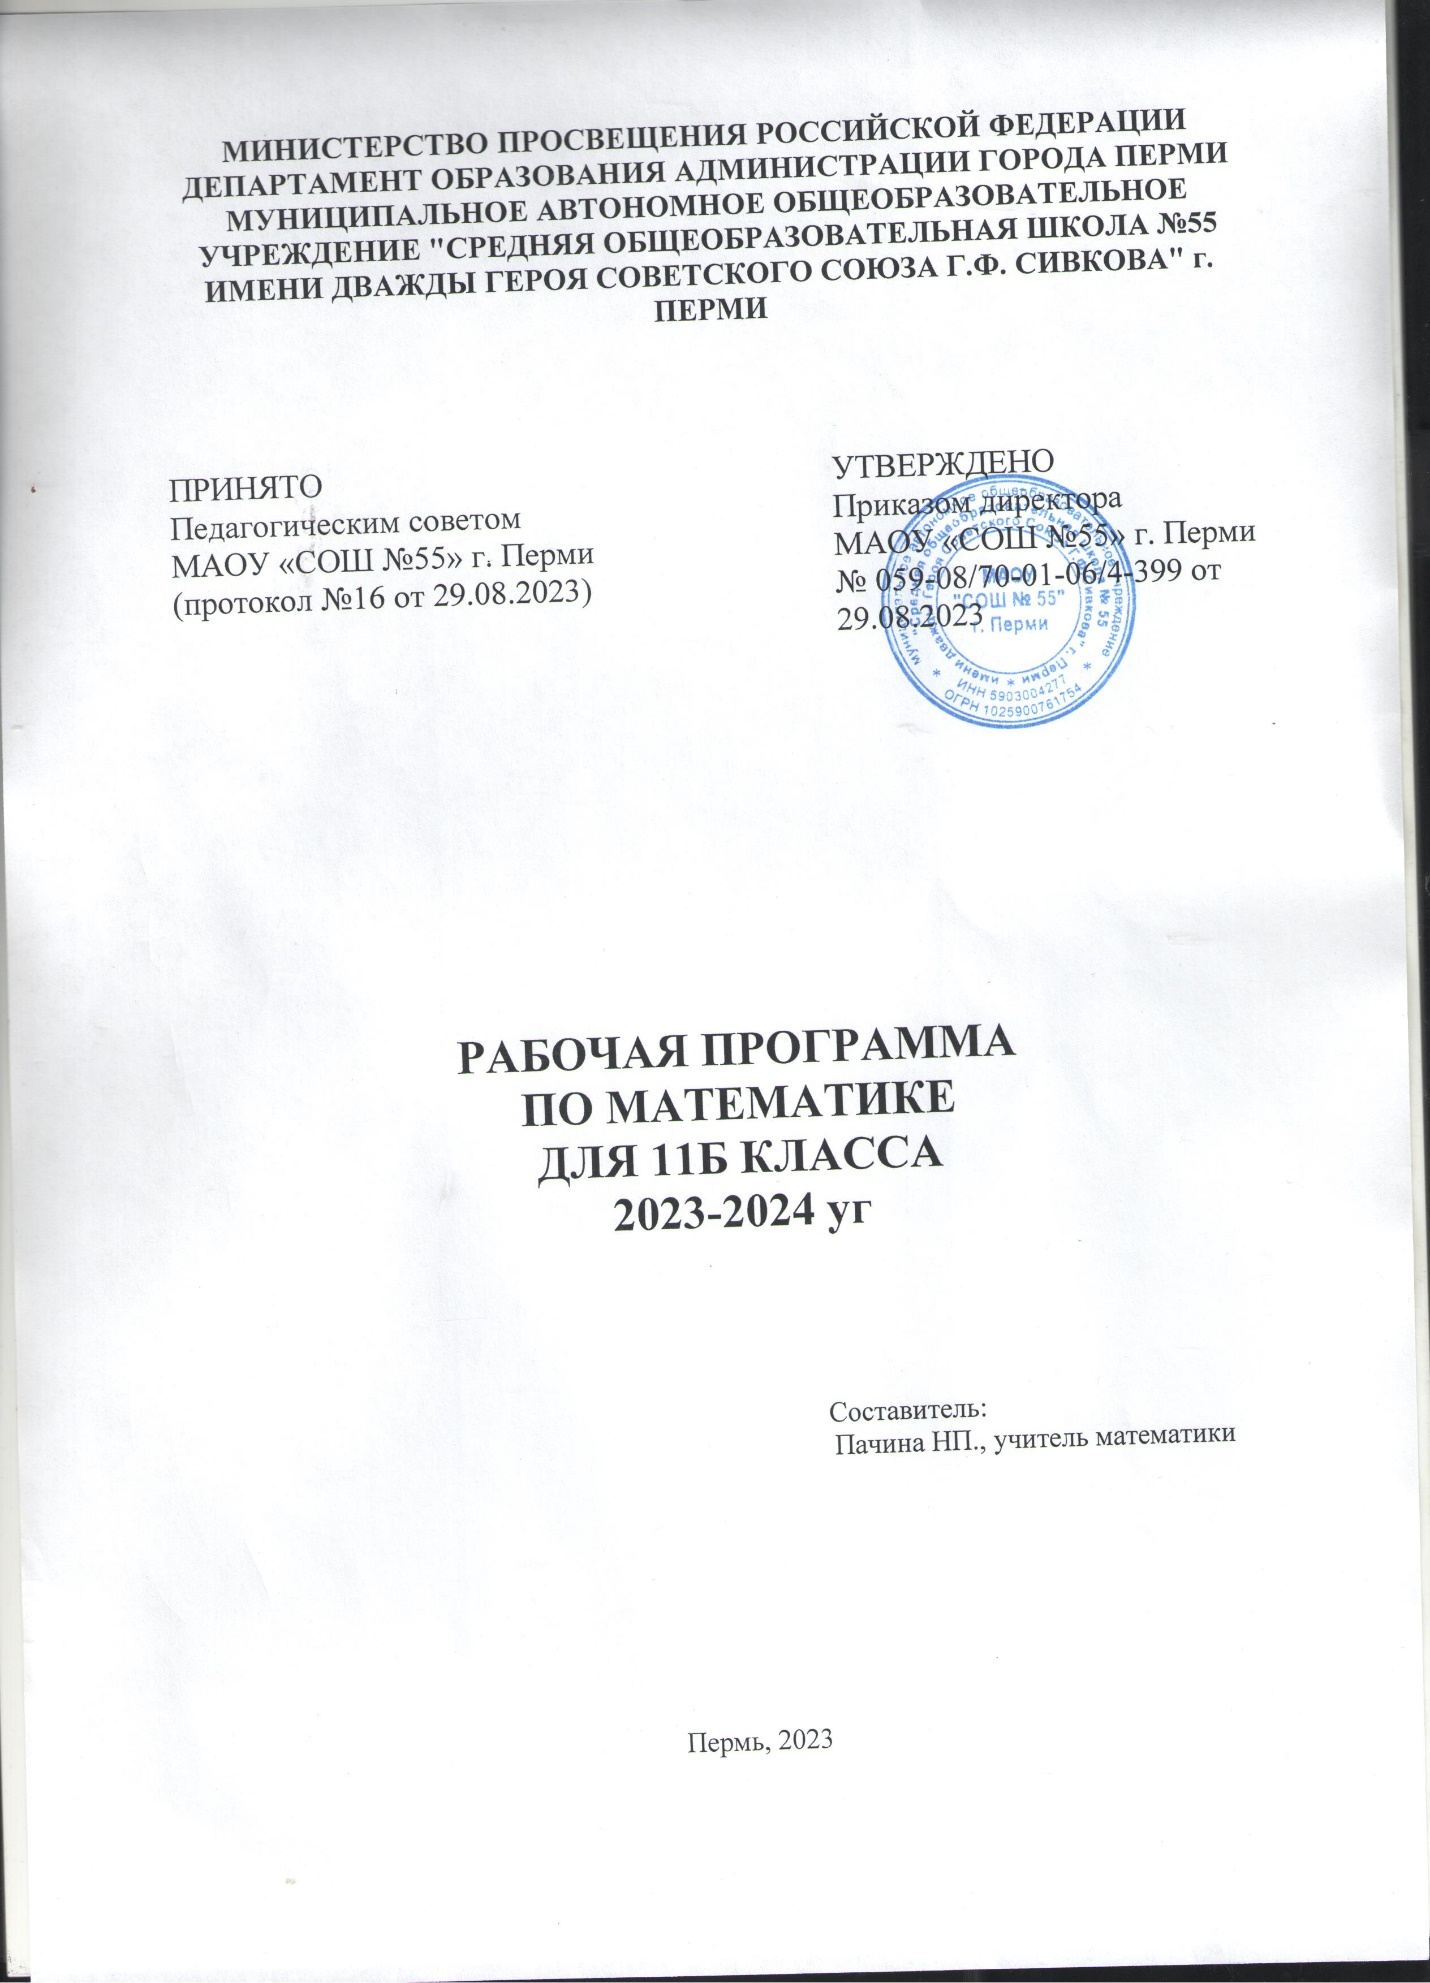 МИНИСТЕРСТВО ПРОСВЕЩЕНИЯ РОССИЙСКОЙ ФЕДЕРАЦИИ
ДЕПАРТАМЕНТ ОБРАЗОВАНИЯ АДМИНИСТРАЦИИ ГОРОДА ПЕРМИ
МУНИЦИПАЛЬНОЕ АВТОНОМНОЕ ОБЩЕОБРАЗОВАТЕЛЬНОЕ
УЧРЕЖДЕНИЕ "СРЕДНЯЯ ОБЩЕОБРАЗОВАТЕЛЬНАЯ ШКОЛА №55
ИМЕНИ ДВАЖДЫ ГЕРОЯ СОВЕТСКОГО СОЮЗА Г.Ф. СИВКОВА" г.
ПЕРМИ
ПРИНЯТО
Педагогическим советом
МАОУ «СОШ №55» г. Перми
(протокол №16 от 29.08.2023)
УТВЕРЖДЕНО
Приказом директора
МАОУ «СОШ №55» г. Перми
№ 059-08/70-01-06/4-399 от
29.08.2023
МАОУ
"СОШ № 55"
г. Перми
ИНН 5903004277
ОГРН 1025900761754
РАБОЧАЯ ПРОГРАММА
ПО МАТЕМАТИКЕ
ДЛЯ 11Б КЛАССА
2023-2024 уг
Составитель:
Пачина НП., учитель математики
Пермь, 2023